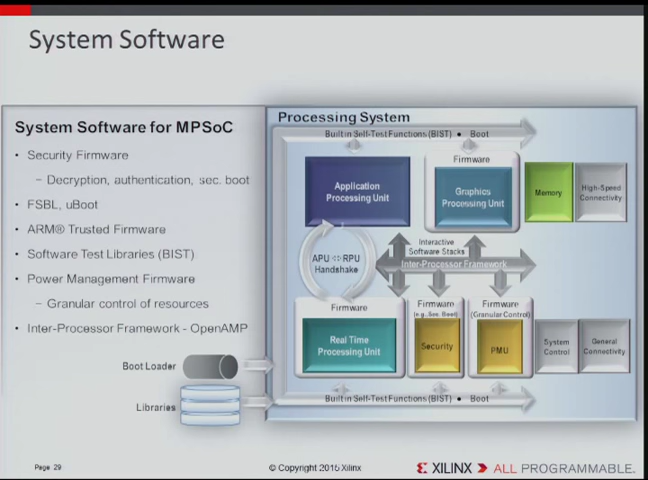 System Software
System Software for MPSoC
• Security Firmware
– Decryption, authentication, sec. boot
• FSBL, uBoot
• ARM® Trusted Firmware
• Software Test Libraries (BIST)
• Power Management Firmware
– Granular control of resources
• Inter-Processor Framework - OpenAMP
Boot Loader
Libraries
Processing System
Built in Self-Test Functions (BIST) • Boot
Application
Processing Unit
Firmware
Graphics
Processing Unit
Memory
High-Speed
Connectivity
APU ⇔ RPU
Handshake
Interactive
Software Stacks
Inter-Processor Framework
Firmware
Real Time
Processing Unit
Firmware
(e.g., Sec. Boot)
Security
Firmware
(Granular Control)
PMU
System
Control
General
Connectivity
Built in Self-Test Functions (BIST) • Boot
Page 29
© Copyright 2015 Xilinx
XILINX ALL PROGRAMMABLE.